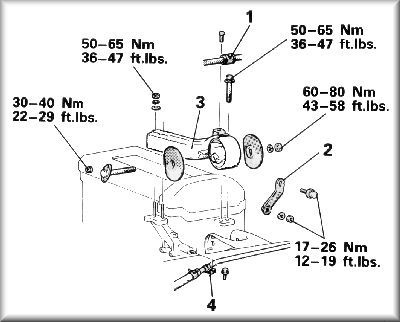 1
50–65 Nm
36–47 ft.lbs.
50–65 Nm
36–47 ft.lbs.
60–80 Nm
43–58 ft.lbs.
30–40 Nm
22–29 ft.lbs.
3
2
17–26 Nm
12–19 ft.lbs.
4